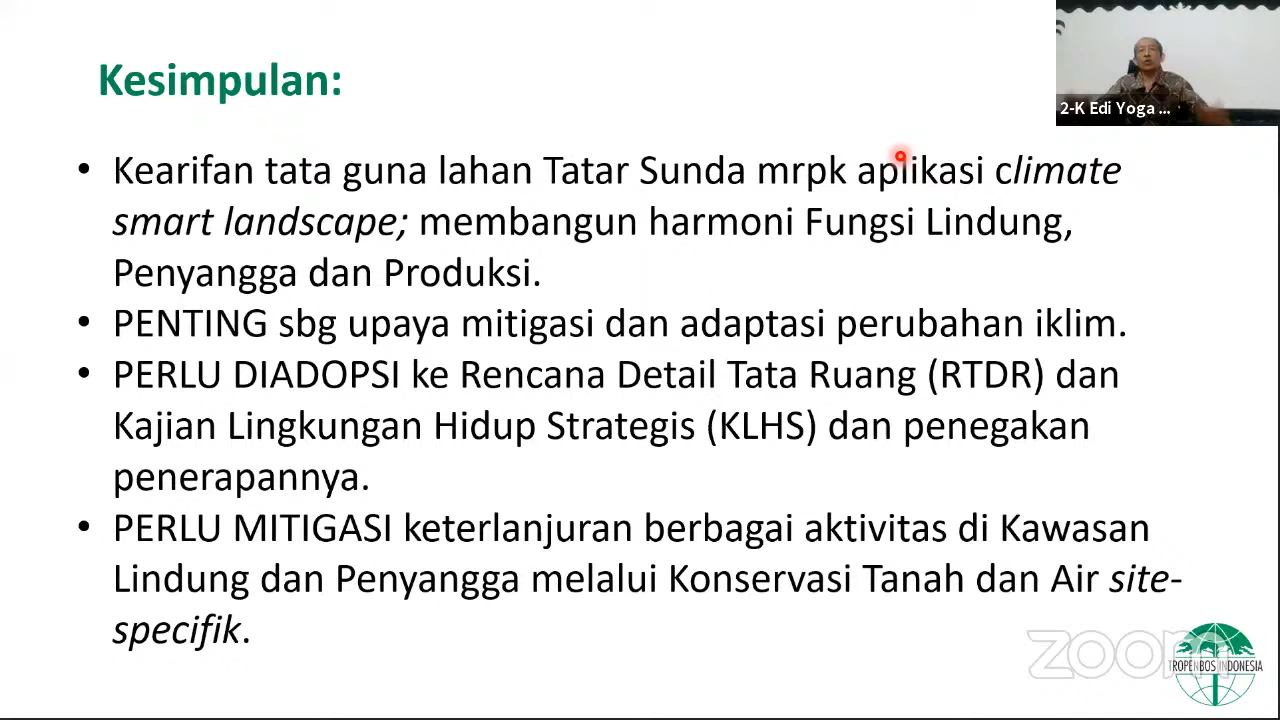 Kesimpulan:
2-K Edi Yoga ...
• Kearifan tata guna lahan Tatar Sunda mrpk aplikasi climate
smart landscape; membangun harmoni Fungsi Lindung,
Penyangga dan Produksi.
• PENTING sbg upaya mitigasi dan adaptasi perubahan iklim.
• PERLU DIADOPSI ke Rencana Detail Tata Ruang (RTDR) dan
Kajian Lingkungan Hidup Strategis (KLHS) dan penegakan
penerapannya.
• PERLU MITIGASI keterlanjuran berbagai aktivitas di Kawasan
Lindung dan Penyangga melalui Konservasi Tanah dan Air site-
specifik.
zoom
TROPENBOS INDONESIA